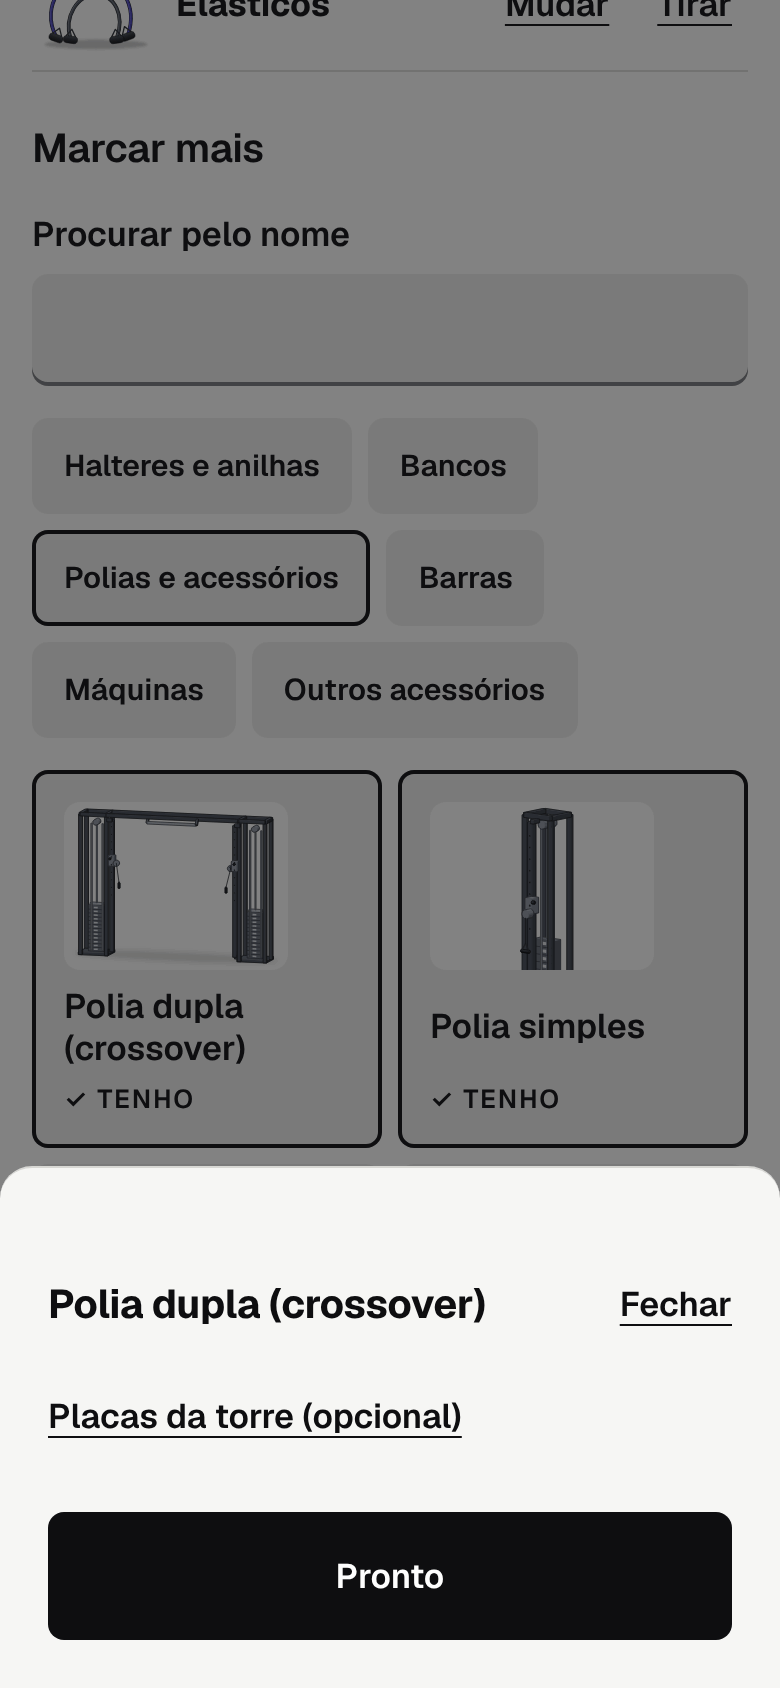 Elásticos Mudar Tirar
Marcar mais
Procurar pelo nome
Halteres e anilhas Bancos
Polias e acessórios Barras
Máquinas Outros acessórios
Polia dupla
(crossover)
✓ TENHO
Polia simples
✓ TENHO
Polia dupla (crossover) Fechar
Placas da torre (opcional)
Pronto